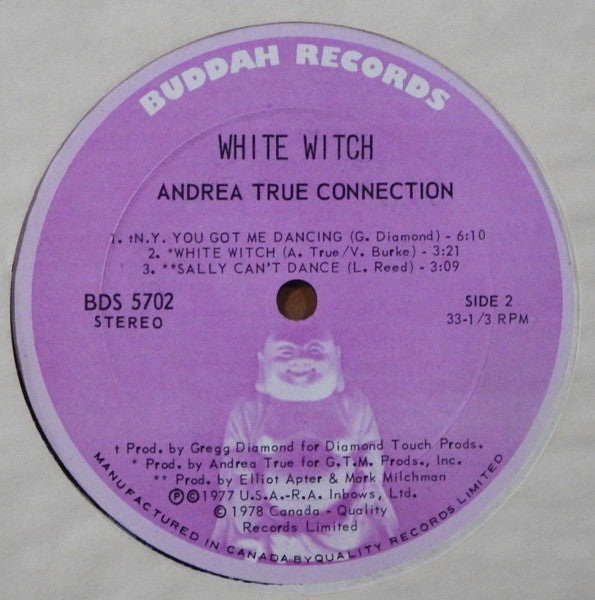 BUDDAH RECORDS
WHITE WITCH
ANDREA TRUE CONNECTION
1. †N.Y. YOU GOT ME DANCING (G. Diamond) - 6:10
2. *WHITE WITCH (A. True/V. Burke) - 3:21
3. **SALLY CAN'T DANCE (L. Reed) - 3:09
BDS 5702
STEREO
SIDE 2
33-1/3 RPM
† Prod. by Gregg Diamond for Diamond Touch Prods.
* Prod. by Andrea True for G.T.M. Prods., Inc.
** Prod. by Elliot Apter & Mark Milchman
Ⓟ©1977 U.S.A.-R.A. Inbows, Ltd.
©1978 Canada - Quality
Records Limited
MANUFACTURED IN CANADA BY QUALITY RECORDS LIMITED